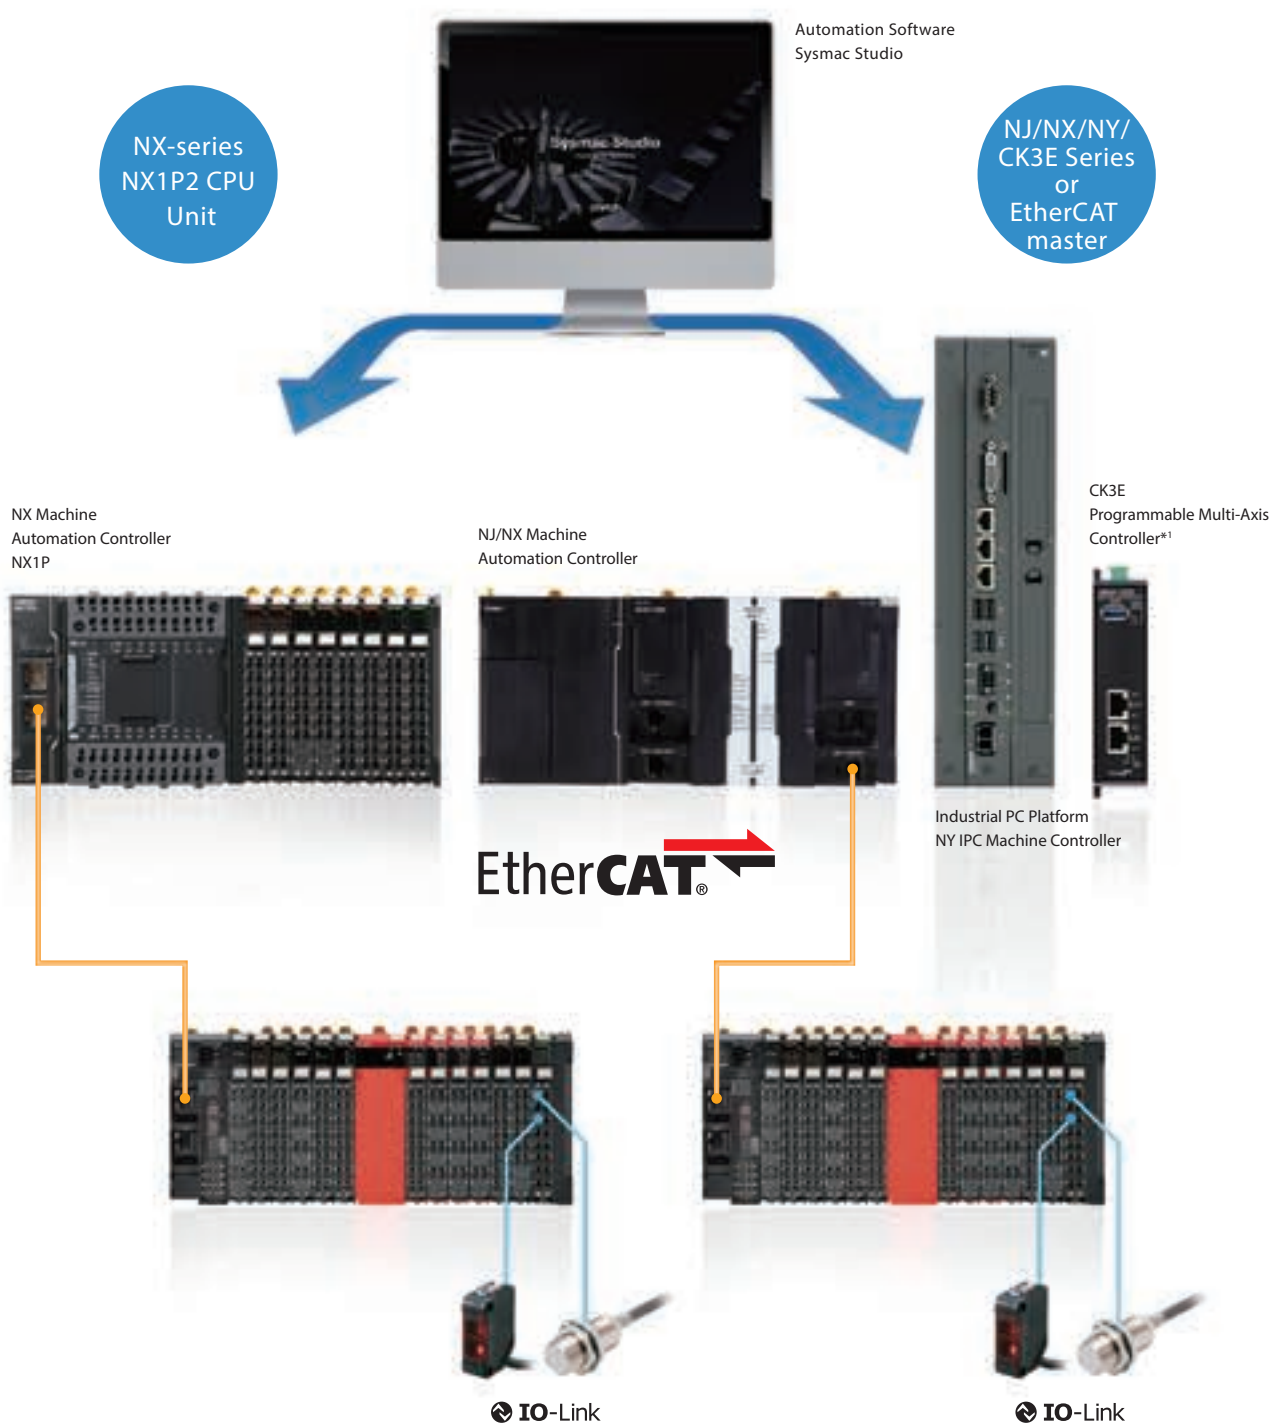 Automation Software
Sysmac Studio
NX-series
NX1P2 CPU
Unit
Sysmac Studio
NJ/NX/NY/
CK3E Series
or
EtherCAT
master
NX Machine
Automation Controller
NX1P
NJ/NX Machine
Automation Controller
CK3E
Programmable Multi-Axis
Controller*1
Industrial PC Platform
NY IPC Machine Controller
EtherCAT®
IO-Link
IO-Link